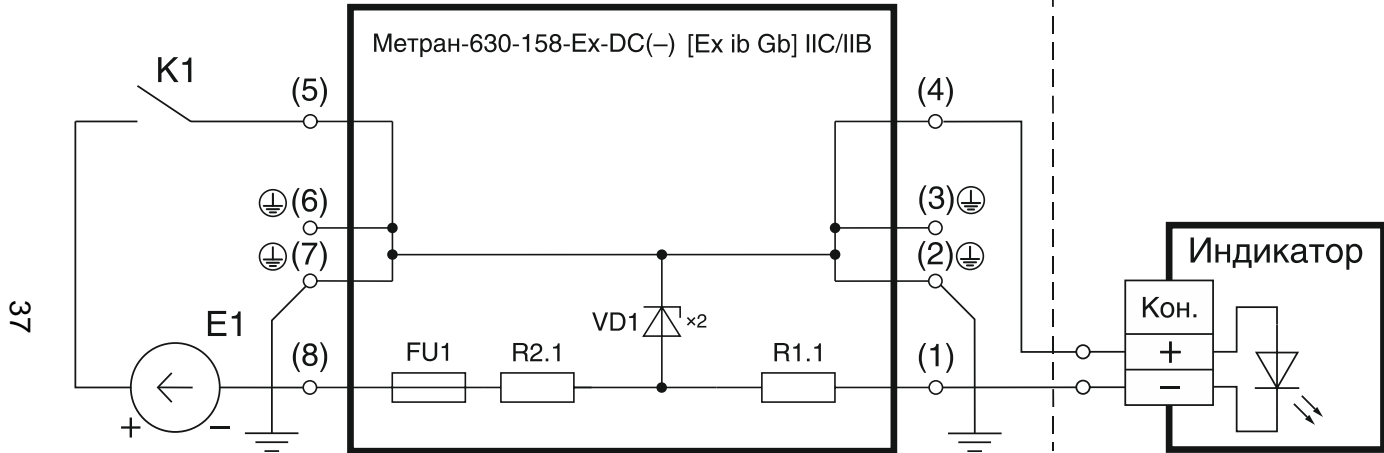 Метран-630-158-Ex-DC(–) [Ex ib Gb] IIC/IIB
K1
(5)
(4)
(6)
(3)
(7)
(2)
Индикатор
37
E1
VD1 ×2
Кон.
(8)
FU1
R2.1
R1.1
(1)
+
–
+
–